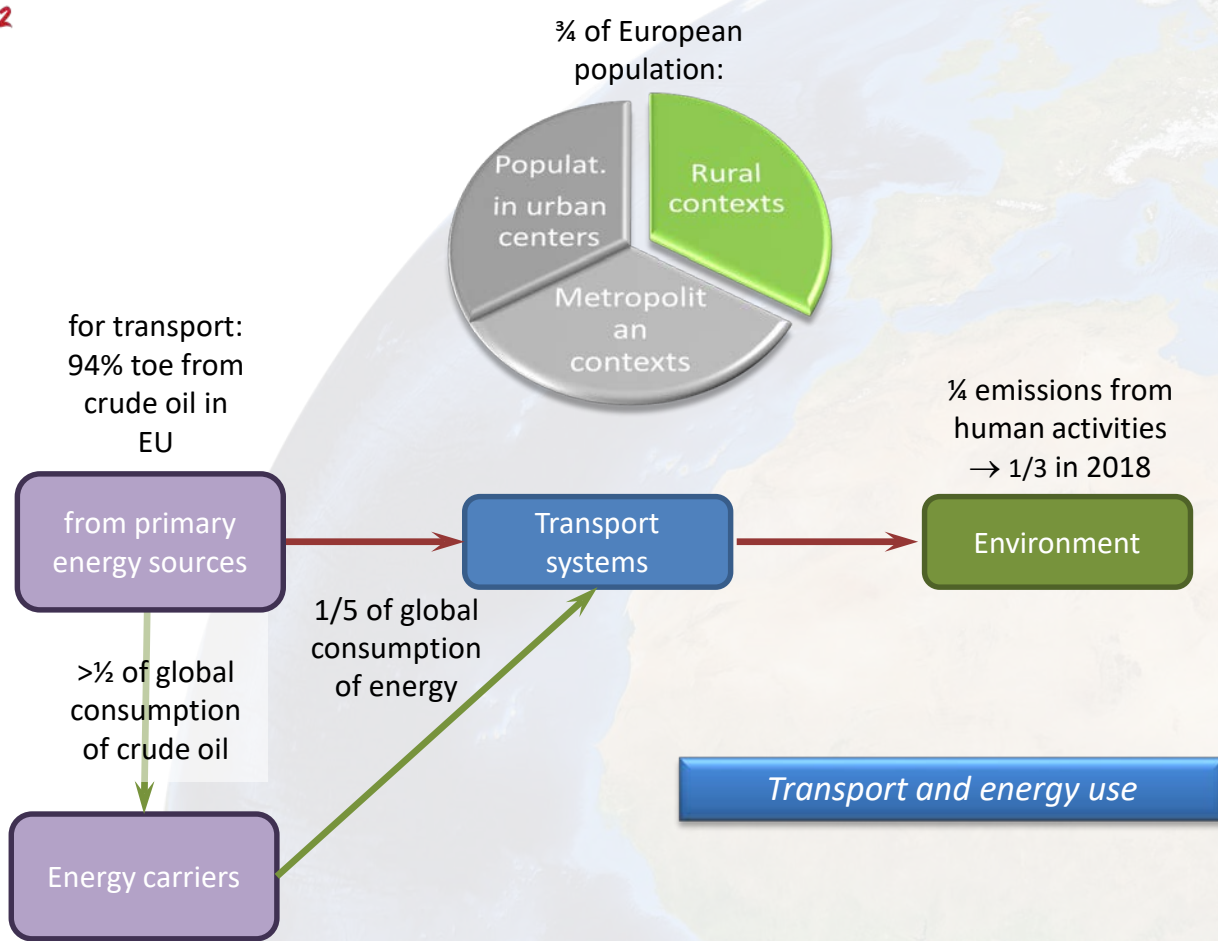 2
¾ of European
population:
Populat.
in urban
centers
Rural
contexts
Metropolit
an
contexts
for transport:
94% toe from
crude oil in
EU
¼ emissions from
human activities
→ 1/3 in 2018
from primary
energy sources
Transport
systems
Environment
1/5 of global
consumption
of energy
>½ of global
consumption
of crude oil
Transport and energy use
Energy carriers